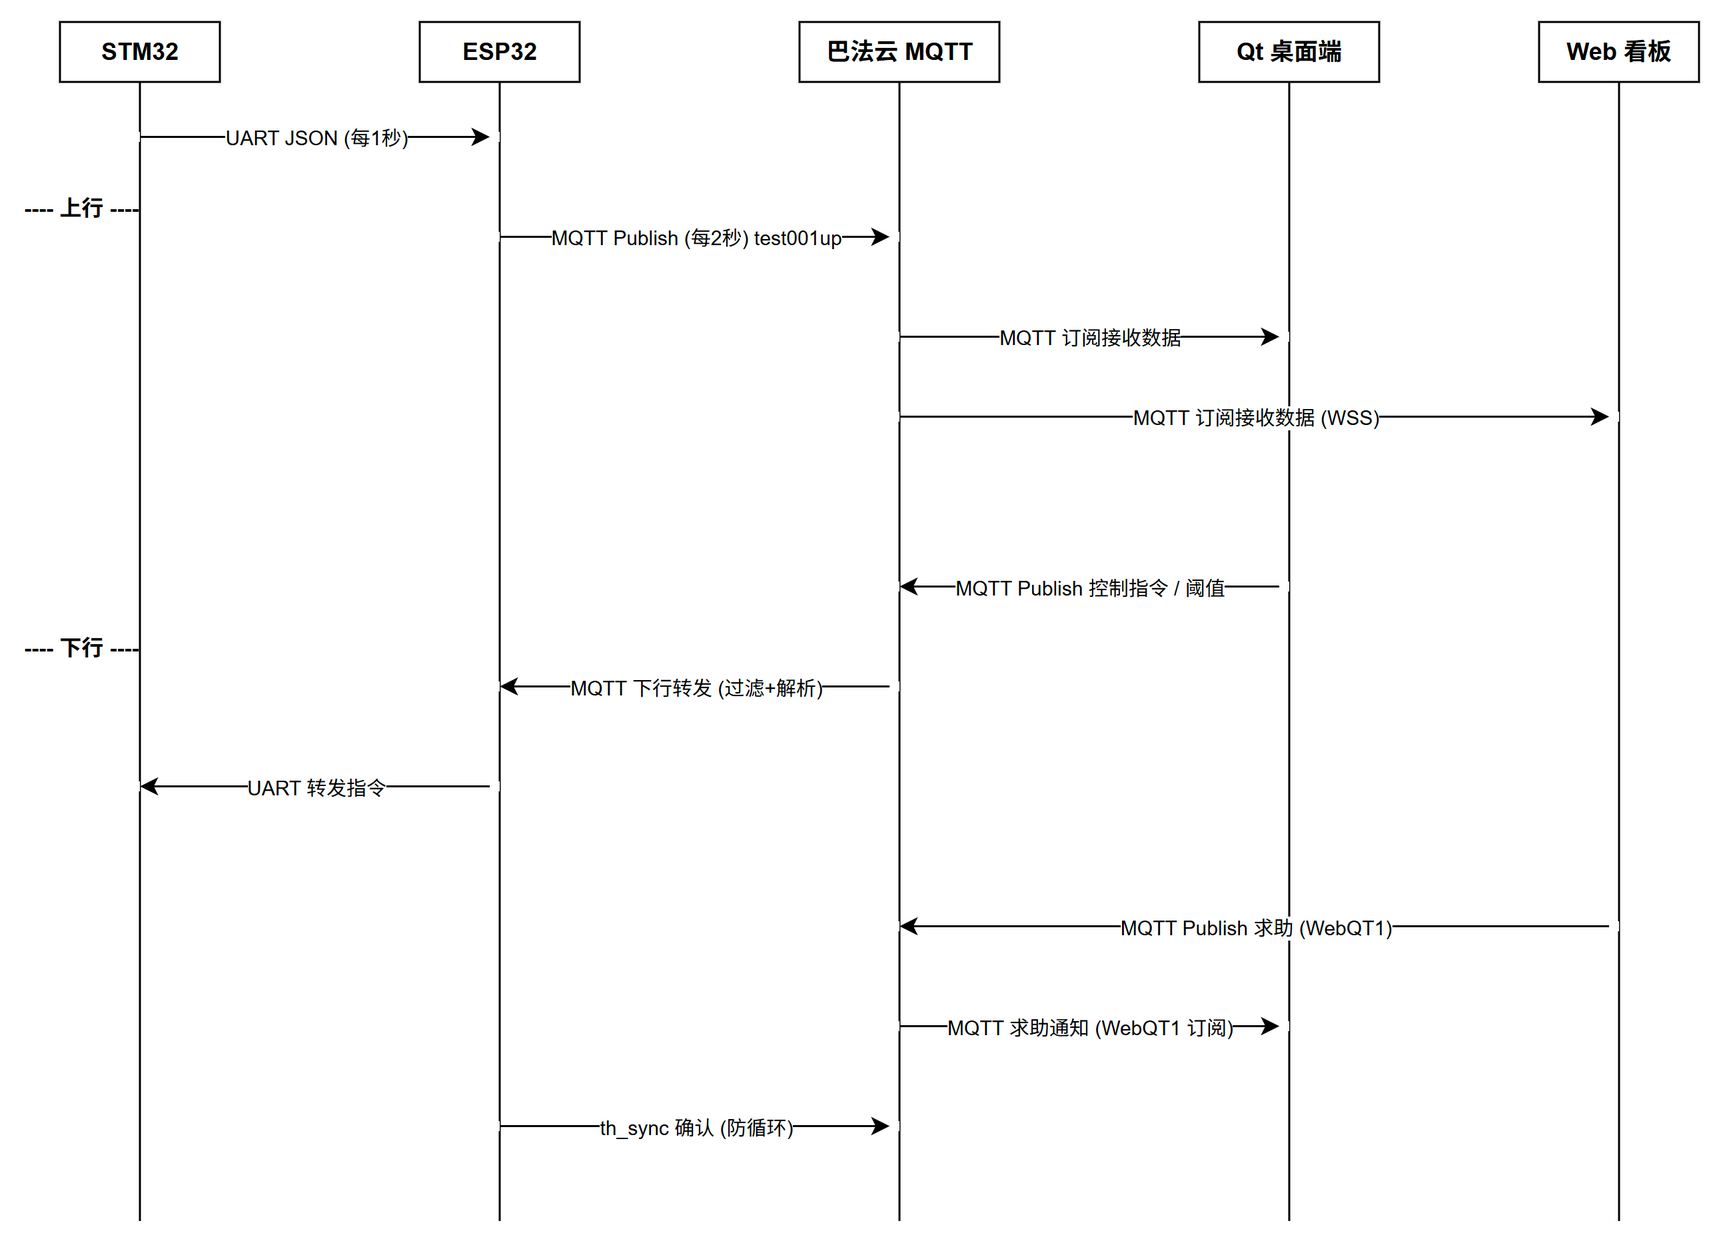 STM32
ESP32
巴法云 MQTT
Qt 桌面端
Web 看板
UART JSON (每1秒)
---- 上行 ----
MQTT Publish (每2秒) test001up
MQTT 订阅接收数据
MQTT 订阅接收数据 (WSS)
MQTT Publish 控制指令 / 阈值
---- 下行 ----
MQTT 下行转发 (过滤+解析)
UART 转发指令
MQTT Publish 求助 (WebQT1)
MQTT 求助通知 (WebQT1 订阅)
th_sync 确认 (防循环)